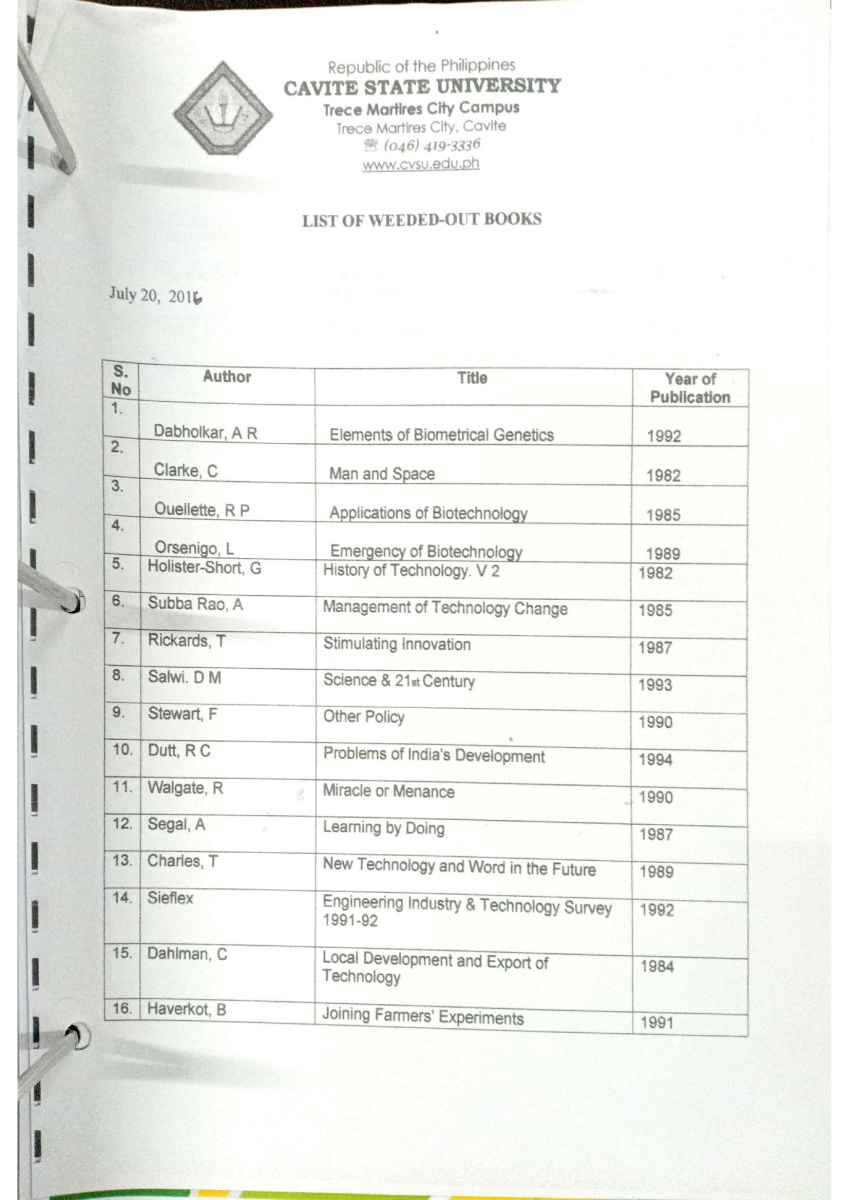 Republic of the Philippines
CAVITE STATE UNIVERSITY
Trece Martires City Campus
Trece Martires City, Cavite
☏ (046) 419-3336
www.cvsu.edu.ph
LIST OF WEEDED-OUT BOOKS
July 20, 2016
S. No Author Title Year of Publication
1. Dabholkar, A R Elements of Biometrical Genetics 1992
2. Clarke, C Man and Space 1982
3. Ouellette, R P Applications of Biotechnology 1985
4. Orsenigo, L Emergency of Biotechnology 1989
5. Holister-Short, G History of Technology. V 2 1982
6. Subba Rao, A Management of Technology Change 1985
7. Rickards, T Stimulating Innovation 1987
8. Salwi. D M Science & 21st Century 1993
9. Stewart, F Other Policy 1990
10. Dutt, R C Problems of India's Development 1994
11. Walgate, R Miracle or Menance 1990
12. Segal, A Learning by Doing 1987
13. Charles, T New Technology and Word in the Future 1989
14. Sieflex Engineering Industry & Technology Survey 1992
1991-92
15. Dahlman, C Local Development and Export of 1984
Technology
16. Haverkot, B Joining Farmers' Experiments 1991